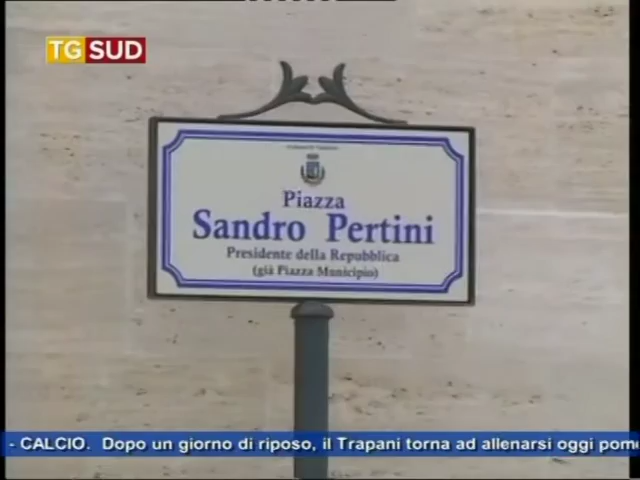 TG SUD
Piazza
Sandro Pertini
Presidente della Repubblica
(già Piazza Municipio)
- CALCIO. Dopo un giorno di riposo, il Trapani torna ad allenarsi oggi pome